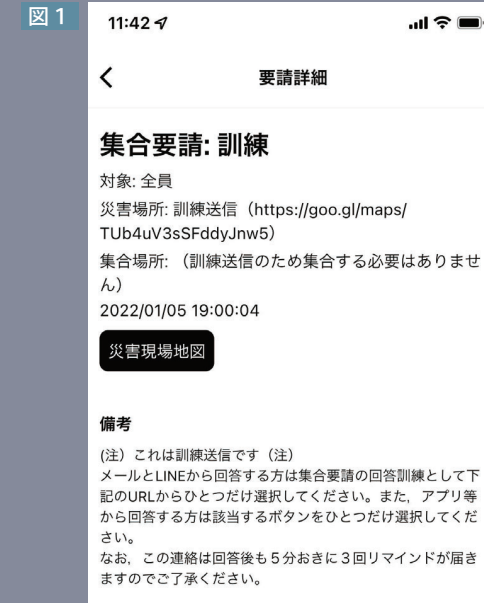 図1
11:42
要請詳細
集合要請: 訓練
対象: 全員
災害場所: 訓練送信（https://goo.gl/maps/
TUb4uV3sSFddyJnw5）
集合場所: （訓練送信のため集合する必要はありませ
ん）
2022/01/05 19:00:04
災害現場地図
備考
(注）これは訓練送信です（注）
メールとLINEから回答する方は集合要請の回答訓練として下
記のURLからひとつだけ選択してください。また，アプリ等
から回答する方は該当するボタンをひとつだけ選択してくだ
さい。
なお，この連絡は回答後も５分おきに３回リマインドが届き
ますのでご了承ください。